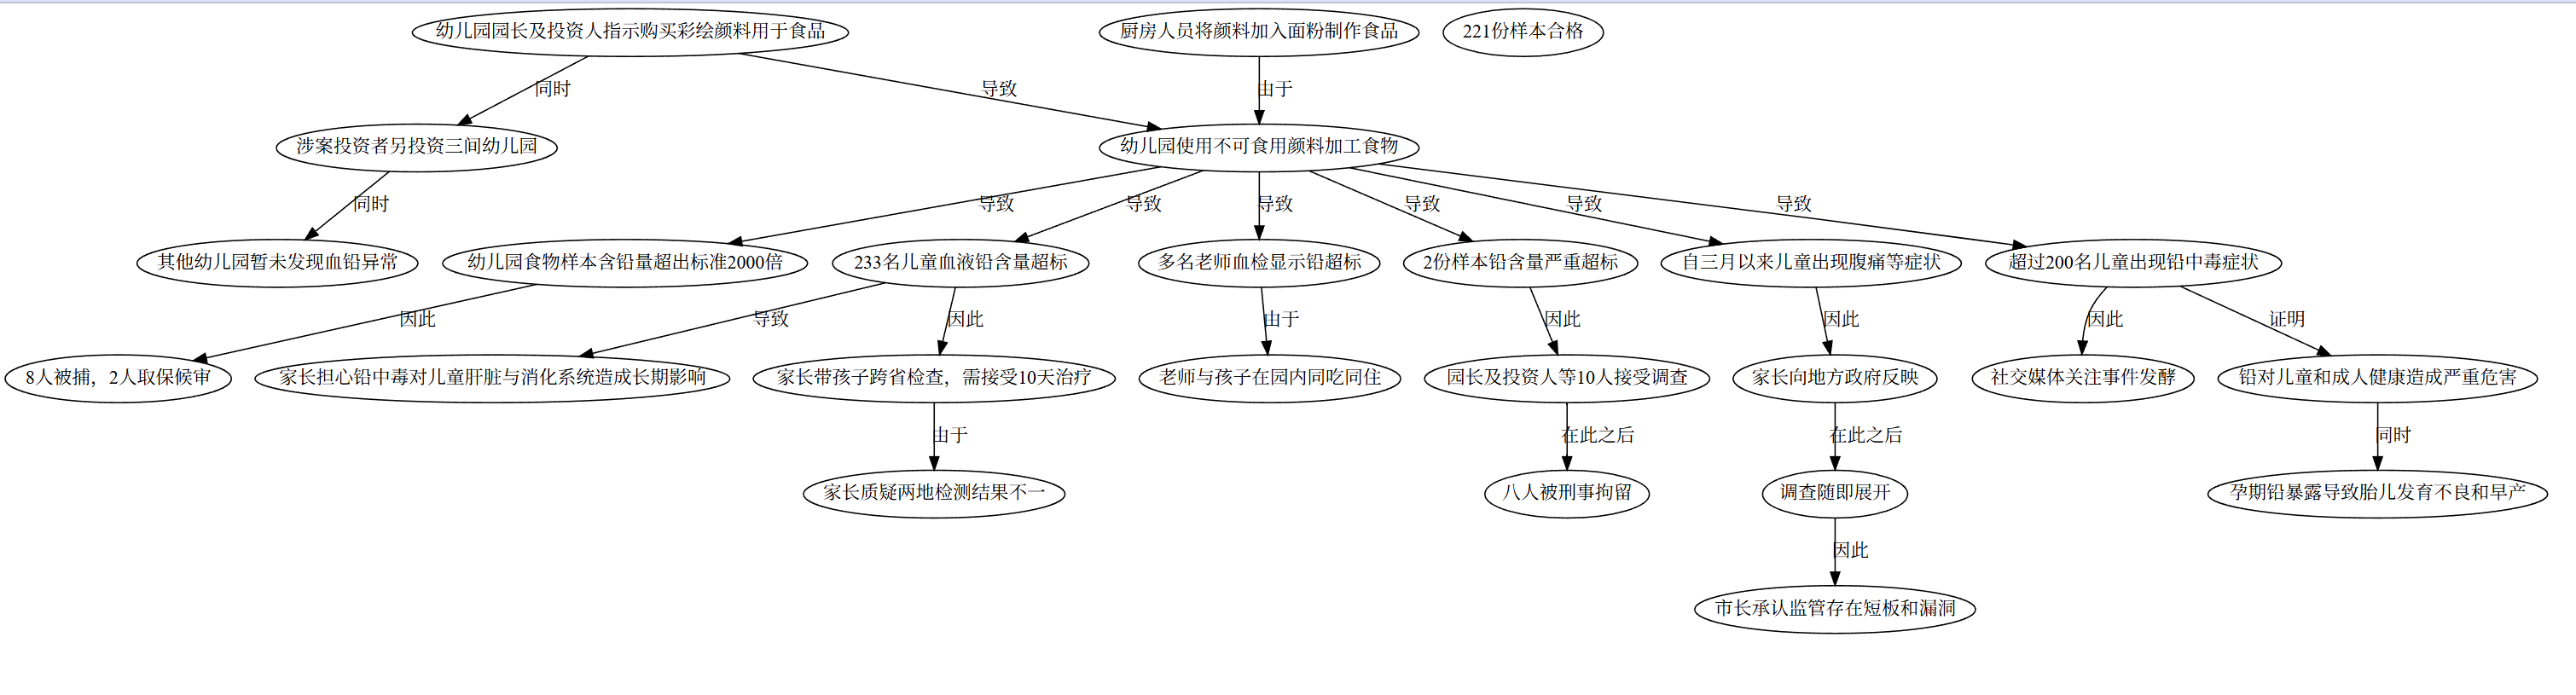 幼儿园园长及投资人指示购买彩绘颜料用于食品
厨房人员将颜料加入面粉制作食品
221份样本合格
同时
导致
由于
涉案投资者另投资三间幼儿园
幼儿园使用不可食用颜料加工食物
同时
导致
导致
导致
导致
导致
导致
其他幼儿园暂未发现血铅异常
幼儿园食物样本含铅量超出标准2000倍
233名儿童血液铅含量超标
多名老师血检显示铅超标
2份样本铅含量严重超标
自三月以来儿童出现腹痛等症状
超过200名儿童出现铅中毒症状
因此
导致
因此
由于
因此
因此
因此
证明
8人被捕，2人取保候审
家长担心铅中毒对儿童肝脏与消化系统造成长期影响
家长带孩子跨省检查，需接受10天治疗
老师与孩子在园内同吃同住
园长及投资人等10人接受调查
家长向地方政府反映
社交媒体关注事件发酵
铅对儿童和成人健康造成严重危害
由于
在此之后
在此之后
同时
家长质疑两地检测结果不一
八人被刑事拘留
调查随即展开
孕期铅暴露导致胎儿发育不良和早产
因此
市长承认监管存在短板和漏洞